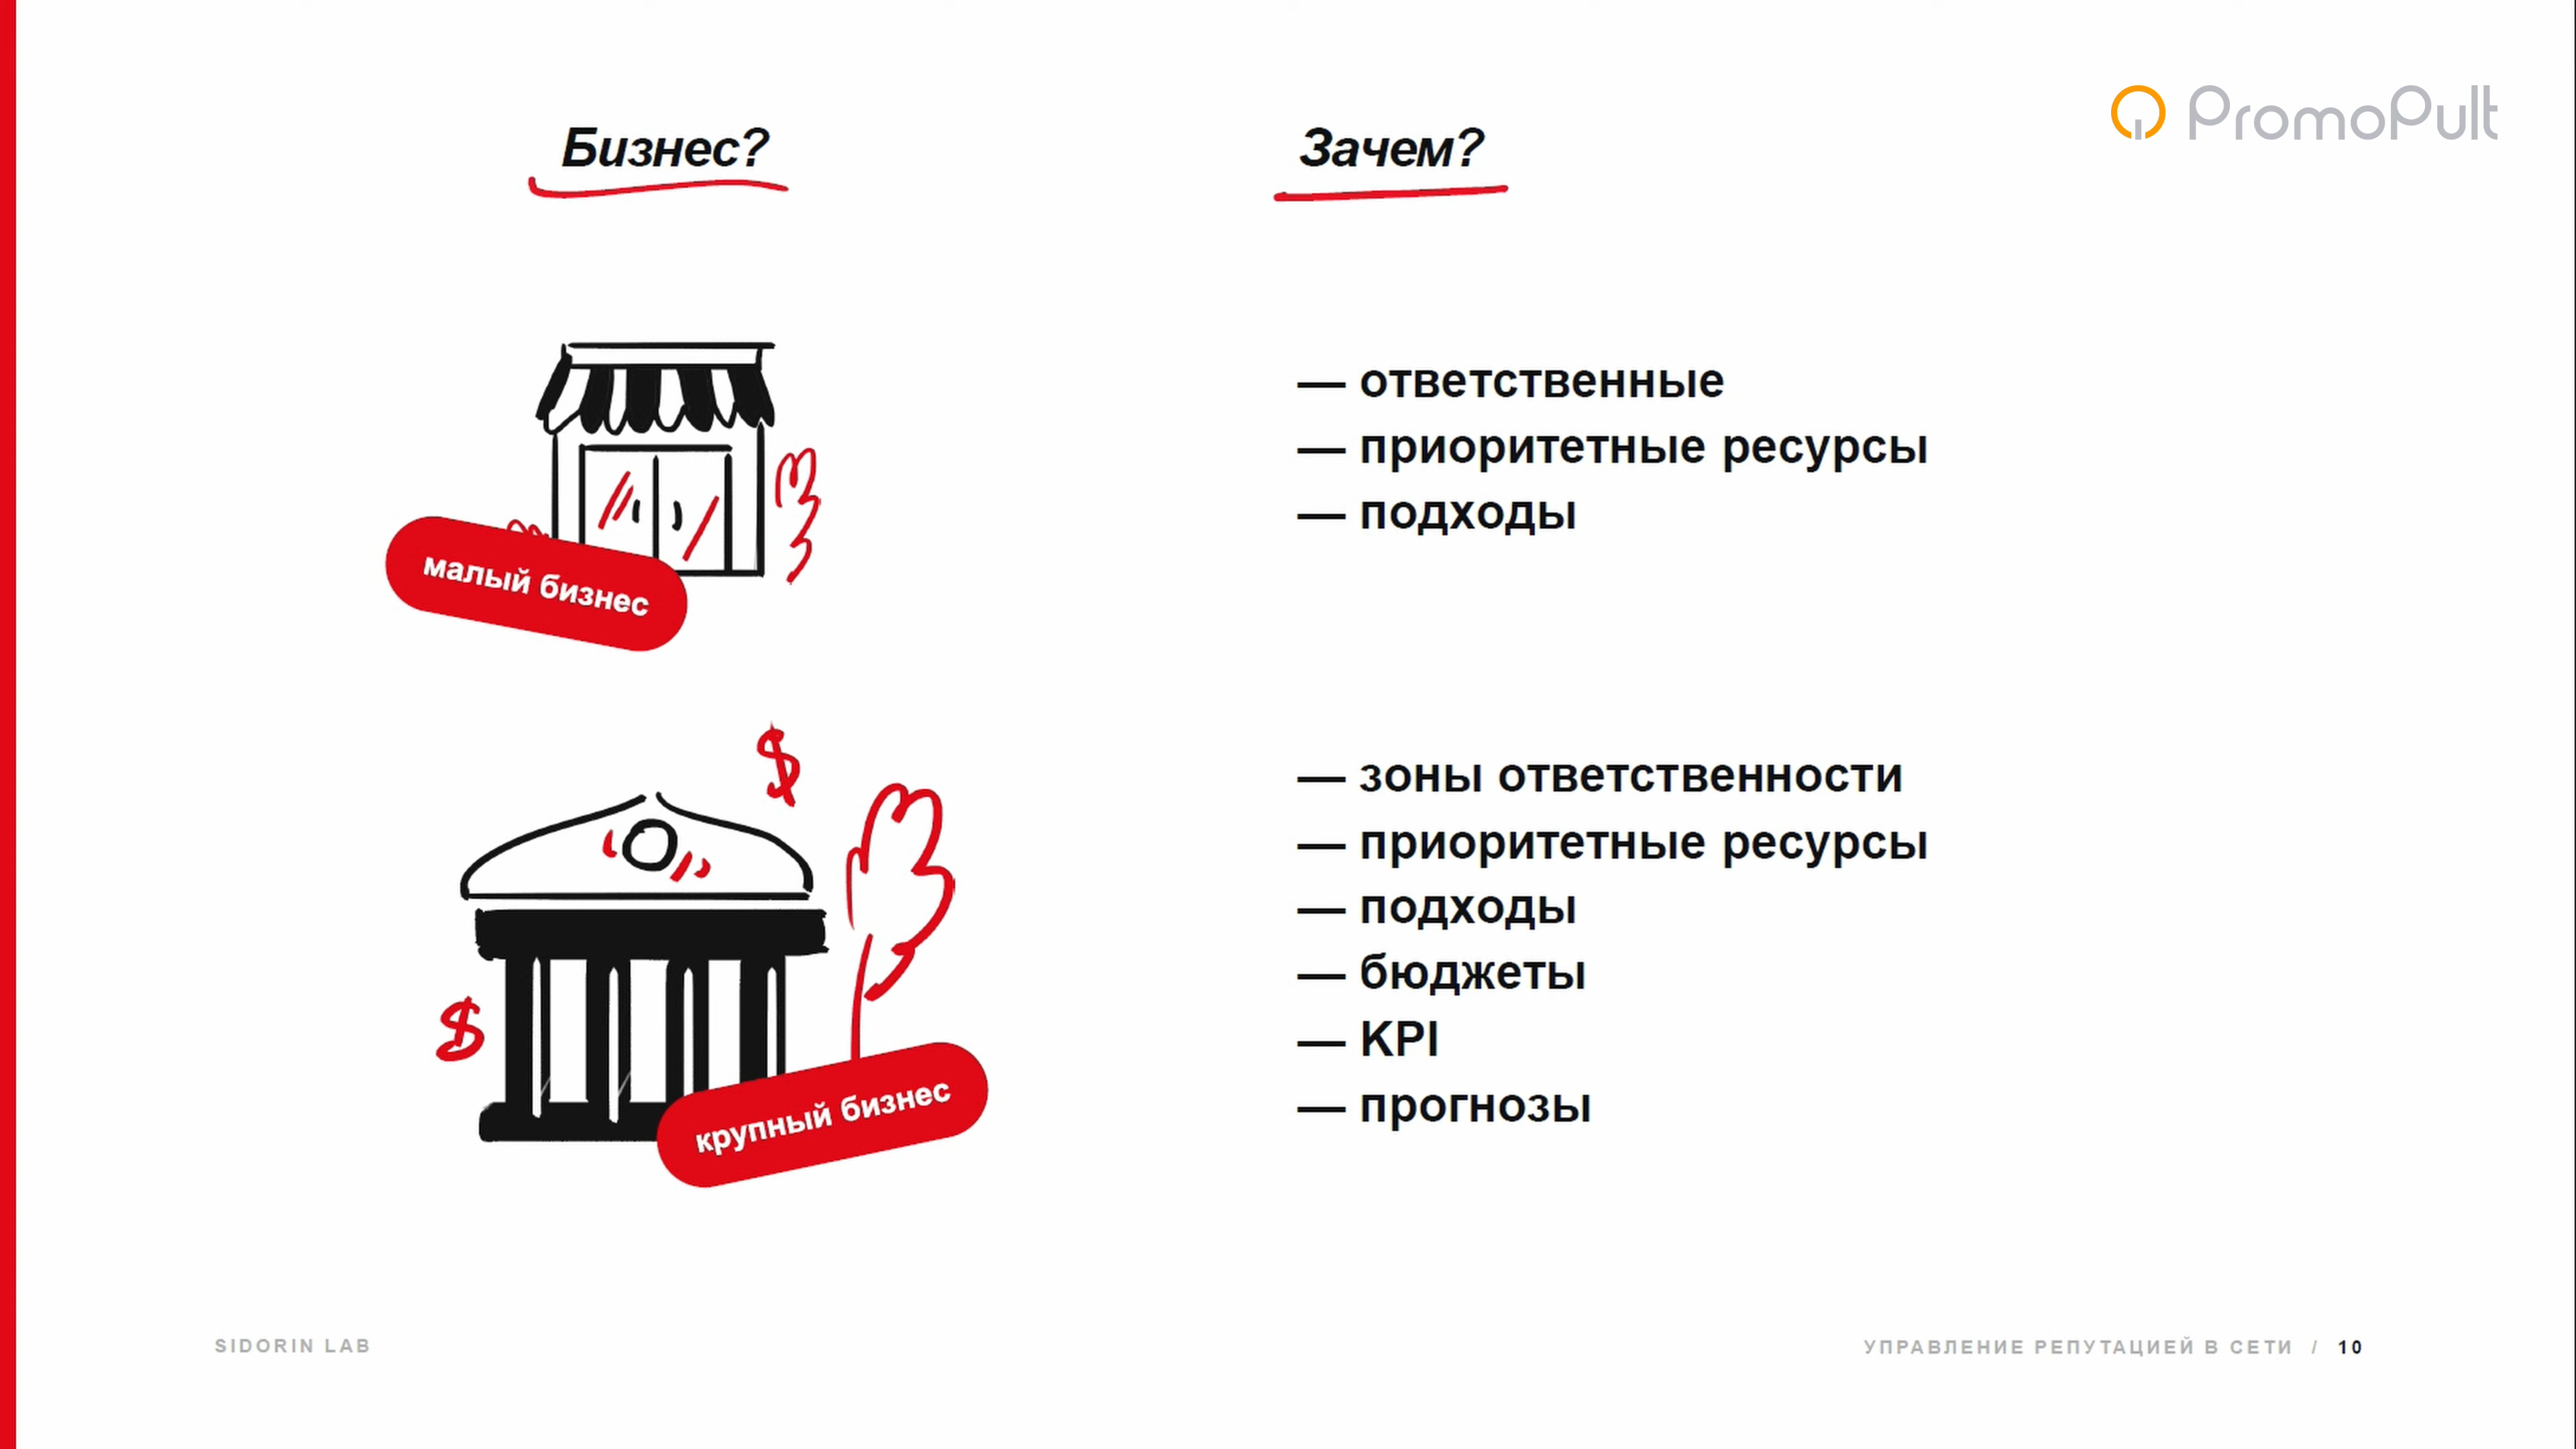 PromoPult
Бизнес?
Зачем?
малый бизнес
— ответственные
— приоритетные ресурсы
— подходы
$
$
крупный бизнес
— зоны ответственности
— приоритетные ресурсы
— подходы
— бюджеты
— KPI
— прогнозы
SIDORIN LAB
УПРАВЛЕНИЕ РЕПУТАЦИЕЙ В СЕТИ / 10